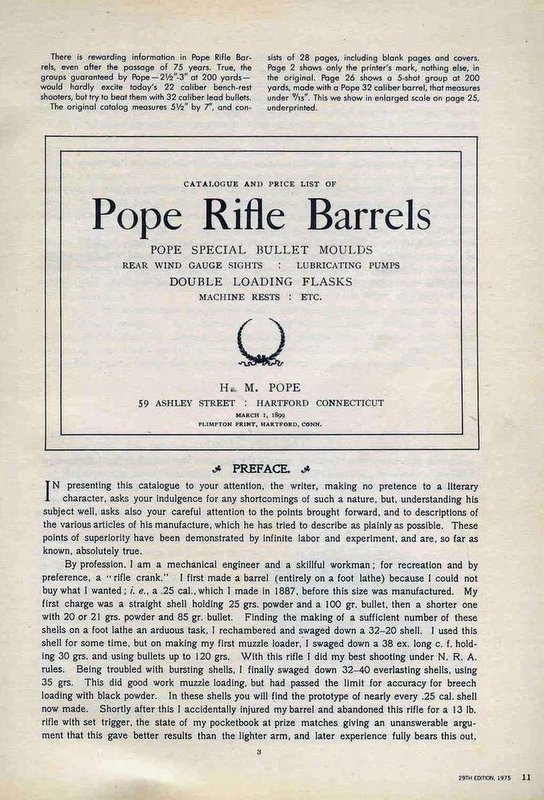 There is rewarding information in Pope Rifle Bar-
rels, even after the passage of 75 years. True, the
groups guaranteed by Pope—2½"-3" at 200 yards—
would hardly excite today's 22 caliber bench-rest
shooters, but try to beat them with 32 caliber lead bullets.
The original catalog measures 5½" by 7", and con-
sists of 28 pages, including blank pages and covers.
Page 2 shows only the printer's mark, nothing else, in
the original. Page 26 shows a 5-shot group at 200
yards, made with a Pope 32 caliber barrel, that measures
under ⁹/₁₅". This we show in enlarged scale on page 25,
underprinted.
CATALOGUE AND PRICE LIST OF
Pope Rifle Barrels
POPE SPECIAL BULLET MOULDS
REAR WIND GAUGE SIGHTS : LUBRICATING PUMPS
DOUBLE LOADING FLASKS
MACHINE RESTS : ETC.
H. M. POPE
59 ASHLEY STREET : HARTFORD CONNECTICUT
MARCH 1, 1899
PLIMPTON PRINT, HARTFORD, CONN.
PREFACE.
IN presenting this catalogue to your attention, the writer, making no pretence to a literary
character, asks your indulgence for any shortcomings of such a nature, but, understanding his
subject well, asks also your careful attention to the points brought forward, and to descriptions of
the various articles of his manufacture, which he has tried to describe as plainly as possible. These
points of superiority have been demonstrated by infinite labor and experiment, and are, so far as
known, absolutely true.
By profession, I am a mechanical engineer and a skillful workman; for recreation and by
preference, a "rifle crank." I first made a barrel (entirely on a foot lathe) because I could not
buy what I wanted; i. e., a .25 cal., which I made in 1887, before this size was manufactured. My
first charge was a straight shell holding 25 grs. powder and a 100 gr. bullet, then a shorter one
with 20 or 21 grs. powder and 85 gr. bullet. Finding the making of a sufficient number of these
shells on a foot lathe an arduous task, I rechambered and swaged down a 32-20 shell. I used this
shell for some time, but on making my first muzzle loader, I swaged down a 38 ex. long c. f. hold-
ing 30 grs. and using bullets up to 120 grs. With this rifle I did my best shooting under N. R. A.
rules. Being troubled with bursting shells, I finally swaged down 32-40 everlasting shells, using
35 grs. This did good work muzzle loading, but had passed the limit for accuracy for breech
loading with black powder. In these shells you will find the prototype of nearly every .25 cal. shell
now made. Shortly after this I accidentally injured my barrel and abandoned this rifle for a 13 lb.
rifle with set trigger, the state of my pocketbook at prize matches giving an unanswerable argu-
ment that this gave better results than the lighter arm, and later experience fully bears this out,
3
29TH EDITION, 1975 11